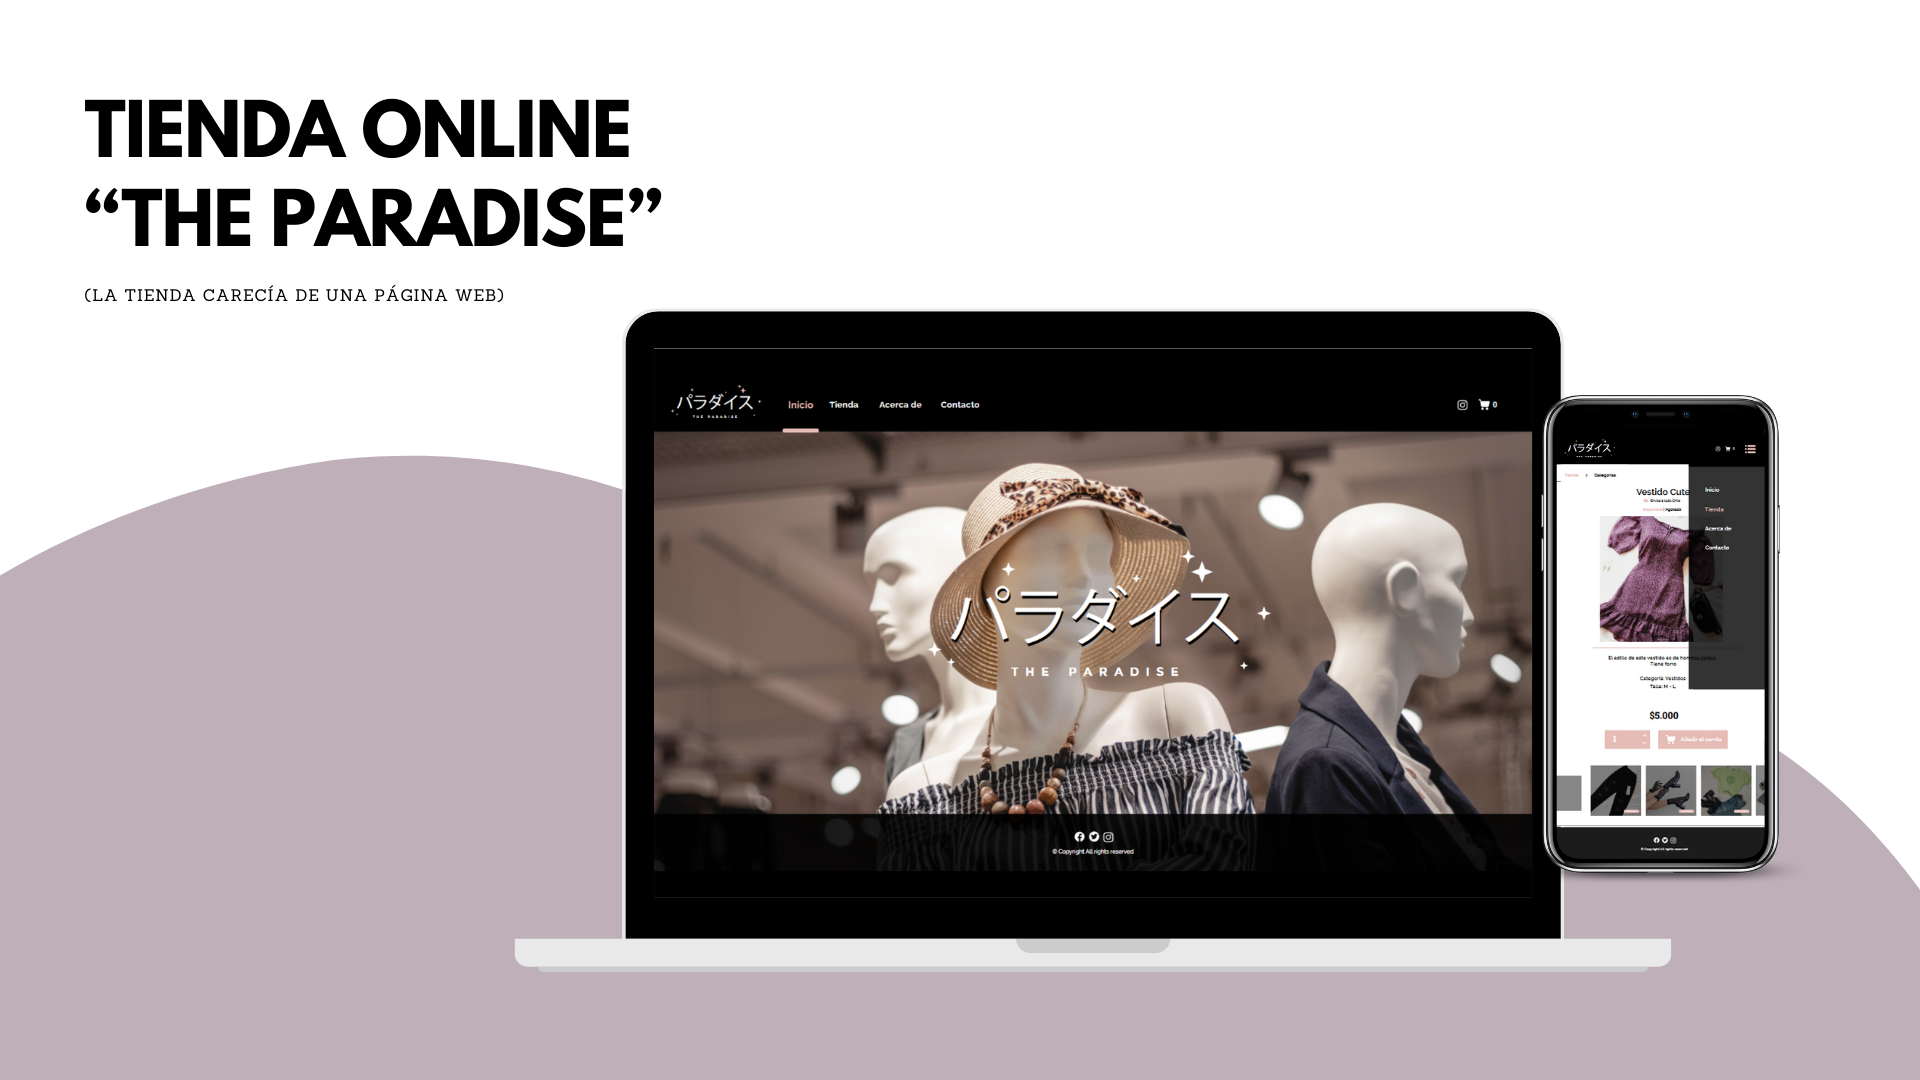 TIENDA ONLINE
“THE PARADISE”
(LA TIENDA CARECÍA DE UNA PÁGINA WEB)
パラダイス
THE PARADISE
Inicio Tienda Acerca de Contacto
0
パラダイス
THE PARADISE
© Copyright All rights reserved
パラダイス
Tienda > Categorías
Vestido Cute
Disponible | Agotado
El estilo de este vestido es de
Tiene forro
Categoría: Vestidos
Talla: M - L
$5.000
1
Añadir al carrito
Inicio
Tienda
Acerca de
Contacto
© Copyright All rights reserved